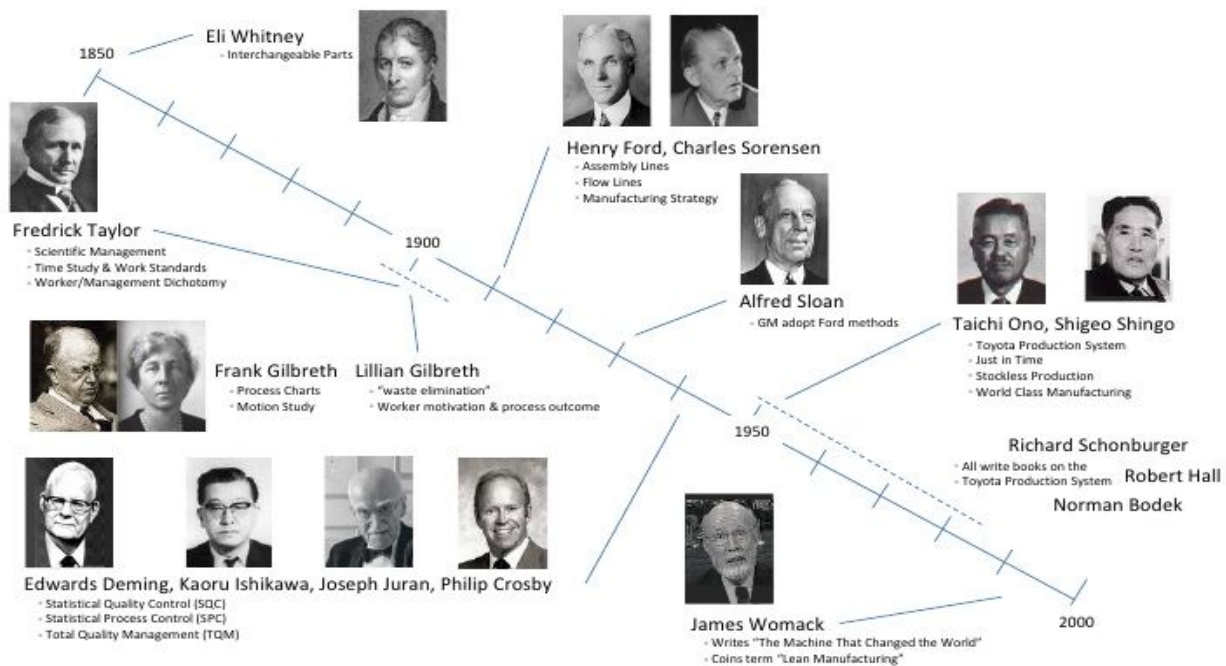 1850
Eli Whitney
- Interchangeable Parts
Henry Ford, Charles Sorensen
- Assembly Lines
- Flow Lines
- Manufacturing Strategy
Fredrick Taylor
- Scientific Management
- Time Study & Work Standards
- Worker/Management Dichotomy
1900
Alfred Sloan
- GM adopt Ford methods
Taichi Ono, Shigeo Shingo
- Toyota Production System
- Just in Time
- Stockless Production
- World Class Manufacturing
Frank Gilbreth
- Process Charts
- Motion Study
Lillian Gilbreth
- "waste elimination"
- Worker motivation & process outcome
1950
Richard Schonburger
- All write books on the
- Toyota Production System
Robert Hall
Norman Bodek
Edwards Deming, Kaoru Ishikawa, Joseph Juran, Philip Crosby
- Statistical Quality Control (SQC)
- Statistical Process Control (SPC)
- Total Quality Management (TQM)
James Womack
- Writes "The Machine That Changed the World"
- Coins term "Lean Manufacturing"
2000